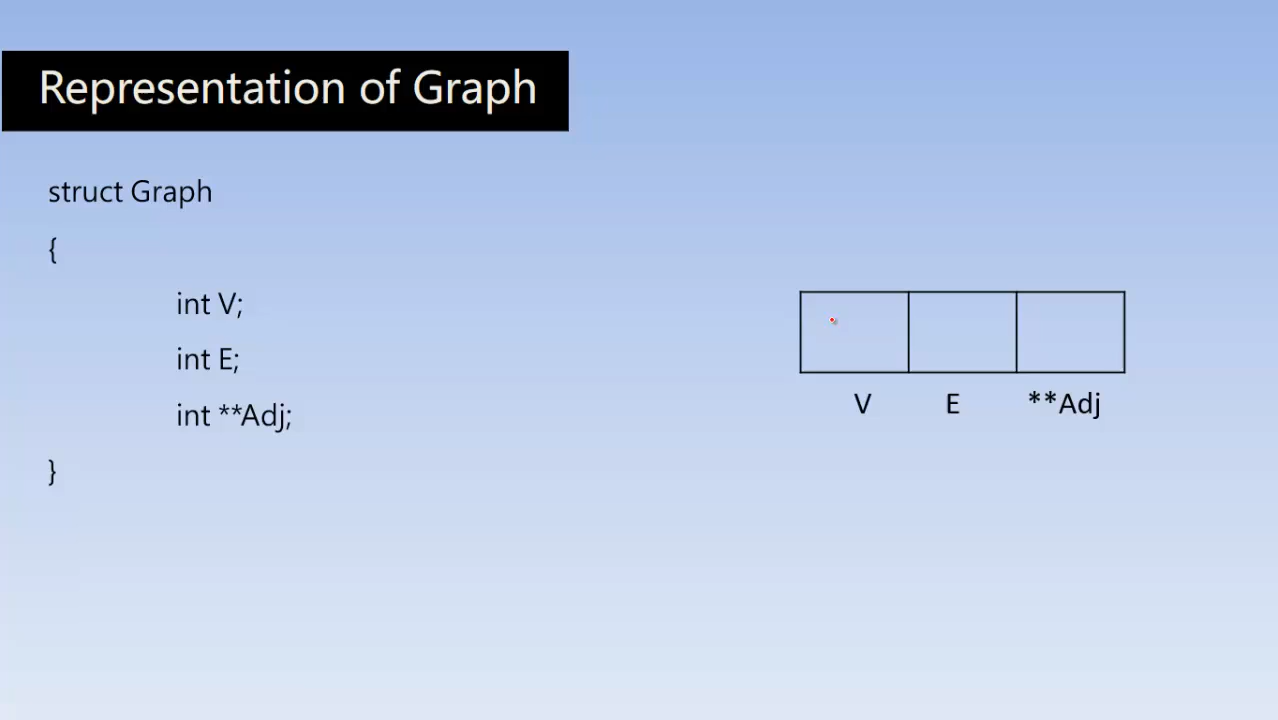 Representation of Graph
struct Graph
{
int V;
int E;
int **Adj;
}
V E **Adj